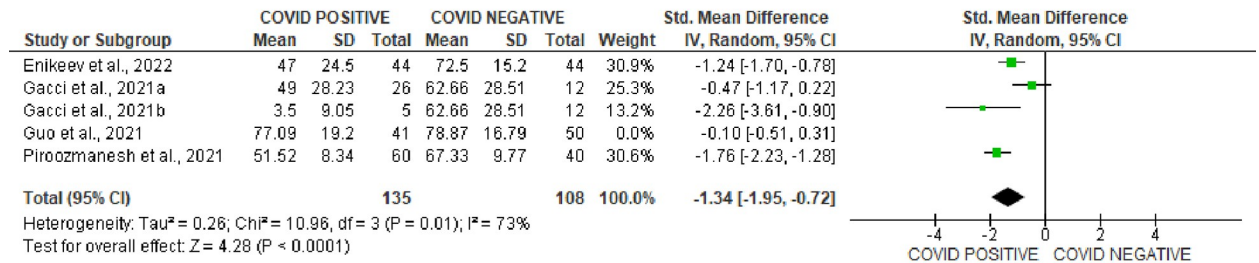 COVID POSITIVE COVID NEGATIVE Std. Mean Difference Std. Mean Difference
Study or Subgroup Mean SD Total Mean SD Total Weight IV, Random, 95% CI IV, Random, 95% CI
Enikeev et al., 2022 47 24.5 44 72.5 15.2 44 30.9% -1.24 [-1.70, -0.78]
Gacci et al., 2021a 49 28.23 26 62.66 28.51 12 25.3% -0.47 [-1.17, 0.22]
Gacci et al., 2021b 3.5 9.05 5 62.66 28.51 12 13.2% -2.26 [-3.61, -0.90]
Guo et al., 2021 77.09 19.2 41 78.87 16.79 50 0.0% -0.10 [-0.51, 0.31]
Piroozmanesh et al., 2021 51.52 8.34 60 67.33 9.77 40 30.6% -1.76 [-2.23, -1.28]
Total (95% CI) 135 108 100.0% -1.34 [-1.95, -0.72]
Heterogeneity: Tau² = 0.26; Chi² = 10.96, df = 3 (P = 0.01); I² = 73%
Test for overall effect: Z = 4.28 (P < 0.0001)
-4 -2 0 2 4
COVID POSITIVE COVID NEGATIVE